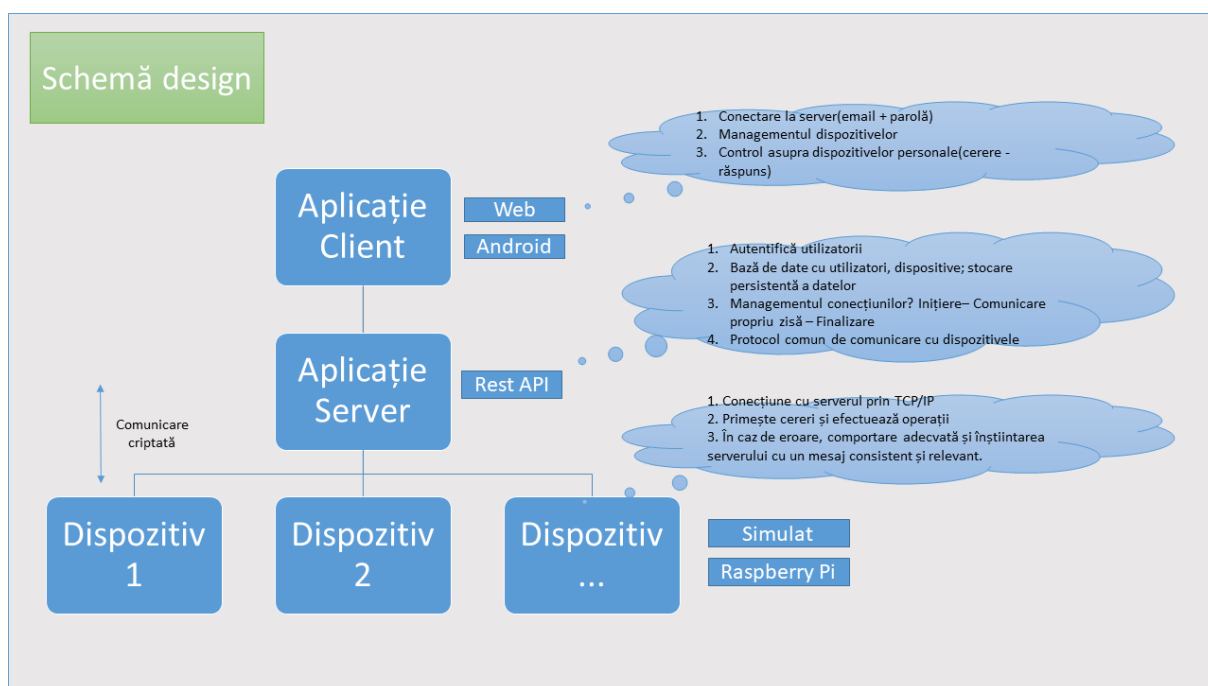 Schemă design
1. Conectare la server(email + parolă)
2. Managementul dispozitivelor
3. Control asupra dispozitivelor personale(cerere -
răspuns)
Aplicație
Client
Web
Android
1. Autentifică utilizatorii
2. Bază de date cu utilizatori, dispositive; stocare
persistentă a datelor
3. Managementul conecțiunilor? Inițiere– Comunicare
propriu zisă – Finalizare
4. Protocol comun de comunicare cu dispozitivele
Aplicație
Server
Rest API
1. Conecțiune cu serverul prin TCP/IP
2. Primește cereri și efectuează operații
3. În caz de eroare, comportare adecvată și înștiintarea
serverului cu un mesaj consistent și relevant.
Comunicare
criptată
Dispozitiv
1
Dispozitiv
2
Dispozitiv
...
Simulat
Raspberry Pi